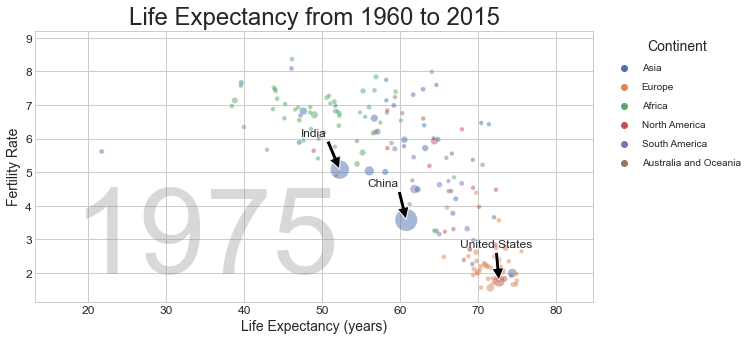 Life Expectancy from 1960 to 2015
Fertility Rate
9
8
7
6
5
4
3
2
20
30
40
50
60
70
80
Life Expectancy (years)
1975
India
China
United States
Continent
Asia
Europe
Africa
North America
South America
Australia and Oceania